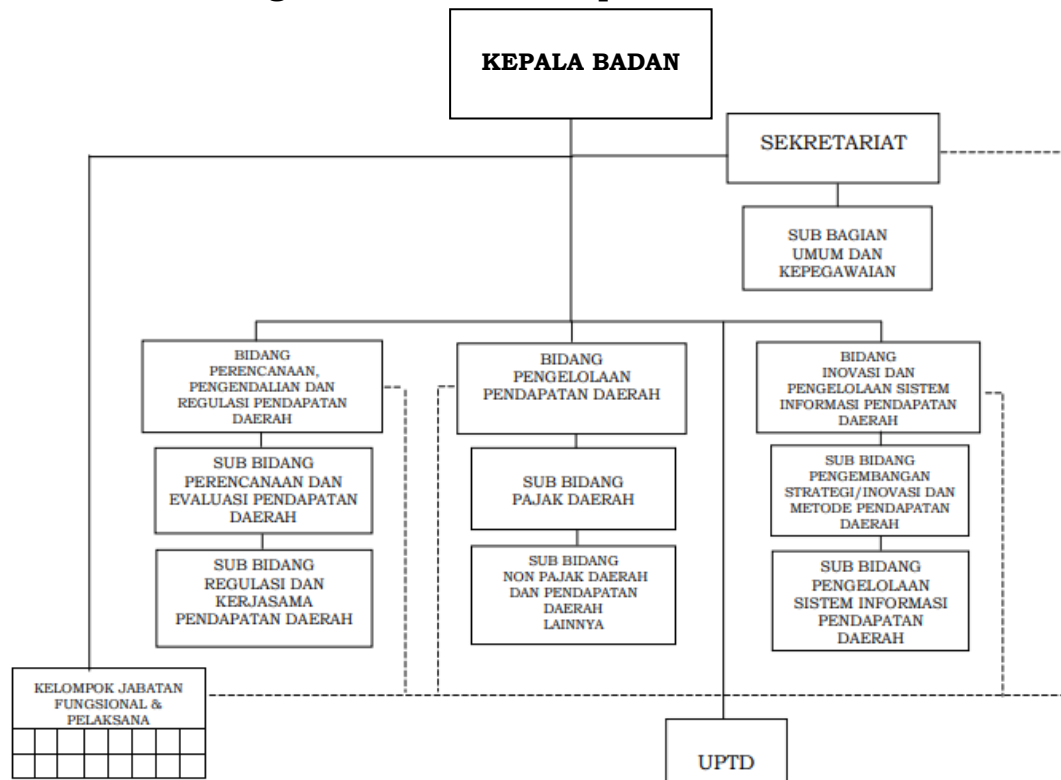 KEPALA BADAN
SEKRETARIAT
SUB BAGIAN
UMUM DAN
KEPEGAWAIAN
BIDANG
PERENCANAAN,
PENGENDALIAN DAN
REGULASI PENDAPATAN
DAERAH
BIDANG
PENGELOLAAN
PENDAPATAN DAERAH
BIDANG
INOVASI DAN
PENGELOLAAN SISTEM
INFORMASI PENDAPATAN
DAERAH
SUB BIDANG
PERENCANAAN DAN
EVALUASI PENDAPATAN
DAERAH
SUB BIDANG
PAJAK DAERAH
SUB BIDANG
PENGEMBANGAN
STRATEGI/INOVASI DAN
METODE PENDAPATAN
DAERAH
SUB BIDANG
REGULASI DAN
KERJASAMA
PENDAPATAN DAERAH
SUB BIDANG
NON PAJAK DAERAH
DAN PENDAPATAN
DAERAH
LAINNYA
SUB BIDANG
PENGELOLAAN
SISTEM INFORMASI
PENDAPATAN
DAERAH
KELOMPOK JABATAN
FUNGSIONAL &
PELAKSANA
UPTD